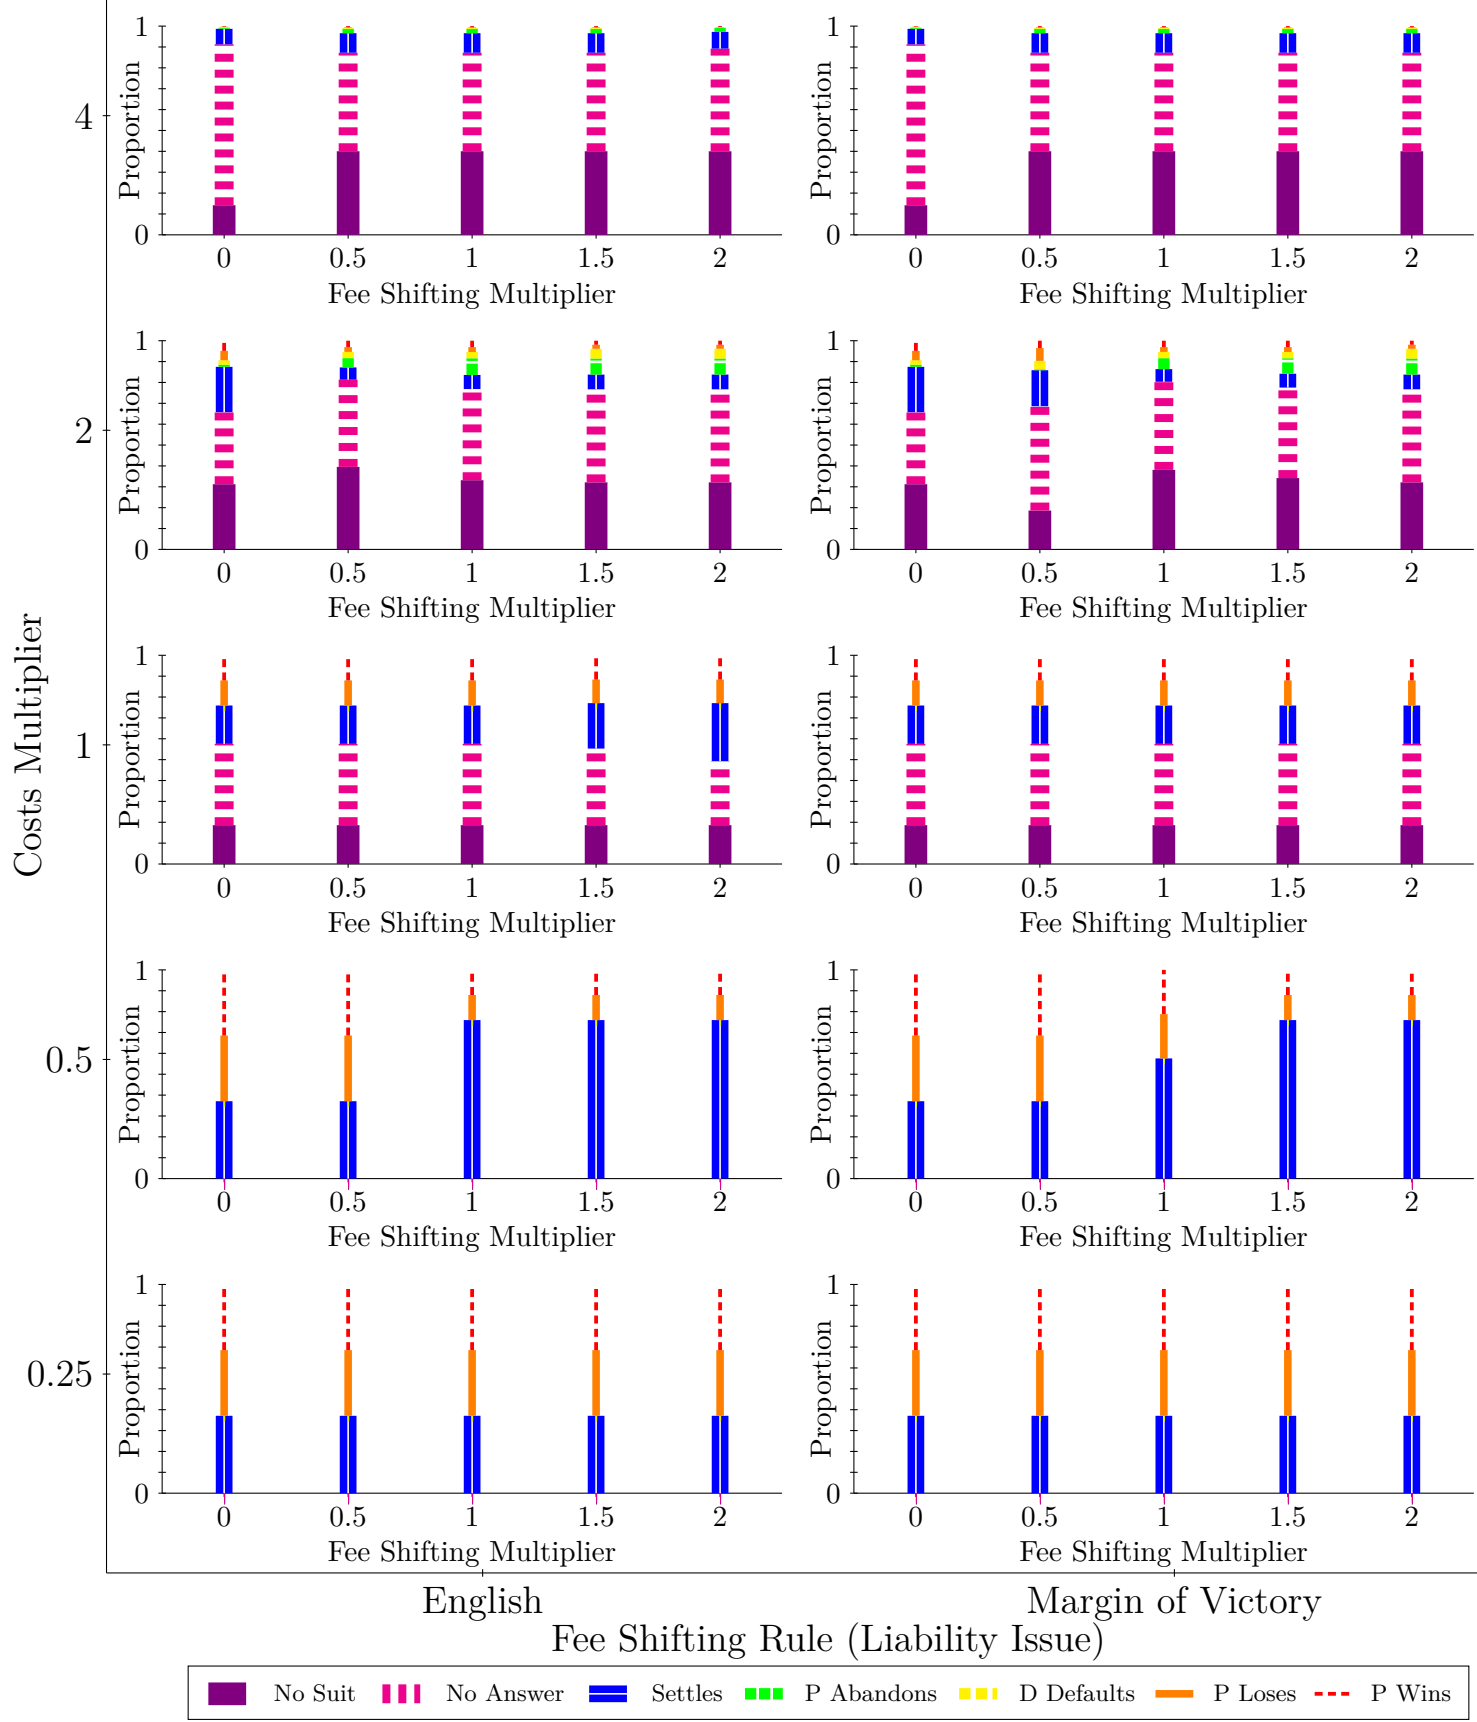 4
Proportion
1
0
0 0.5 1 1.5 2
Fee Shifting Multiplier
Proportion
1
0
0 0.5 1 1.5 2
Fee Shifting Multiplier
2
Proportion
1
0
0 0.5 1 1.5 2
Fee Shifting Multiplier
Proportion
1
0
0 0.5 1 1.5 2
Fee Shifting Multiplier
Costs Multiplier
1
Proportion
1
0
0 0.5 1 1.5 2
Fee Shifting Multiplier
Proportion
1
0
0 0.5 1 1.5 2
Fee Shifting Multiplier
0.5
Proportion
1
0
0 0.5 1 1.5 2
Fee Shifting Multiplier
Proportion
1
0
0 0.5 1 1.5 2
Fee Shifting Multiplier
0.25
Proportion
1
0
0 0.5 1 1.5 2
Fee Shifting Multiplier
Proportion
1
0
0 0.5 1 1.5 2
Fee Shifting Multiplier
English Margin of Victory
Fee Shifting Rule (Liability Issue)
No Suit No Answer Settles P Abandons D Defaults P Loses P Wins